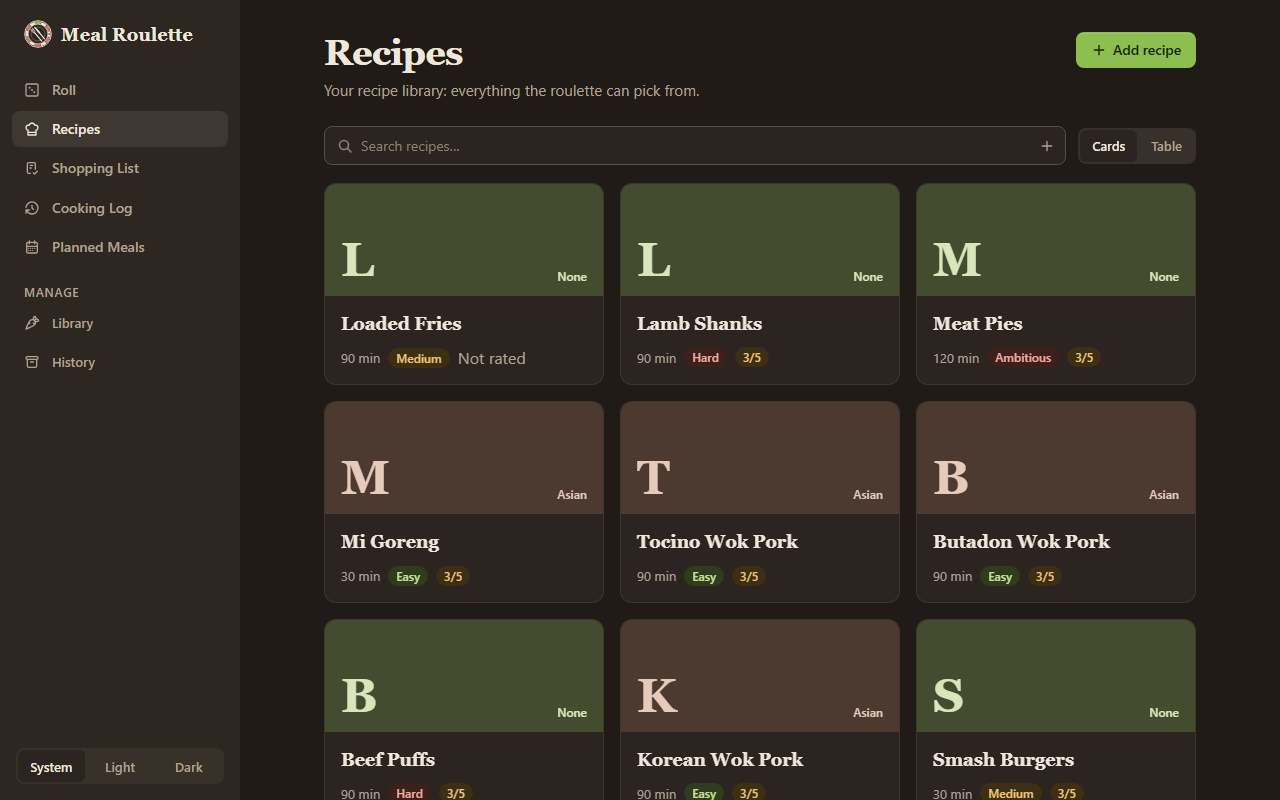 Meal Roulette
Roll
Recipes
Shopping List
Cooking Log
Planned Meals
MANAGE
Library
History
System Light Dark
Recipes
Your recipe library: everything the roulette can pick from.
+ Add recipe
Search recipes...
+
Cards Table
L None
Loaded Fries
90 min Medium Not rated
L None
Lamb Shanks
90 min Hard 3/5
M None
Meat Pies
120 min Ambitious 3/5
M Asian
Mi Goreng
30 min Easy 3/5
T Asian
Tocino Wok Pork
90 min Easy 3/5
B Asian
Butadon Wok Pork
90 min Easy 3/5
B None
Beef Puffs
90 min Hard 3/5
K Asian
Korean Wok Pork
90 min Easy 3/5
S None
Smash Burgers
30 min Medium 3/5